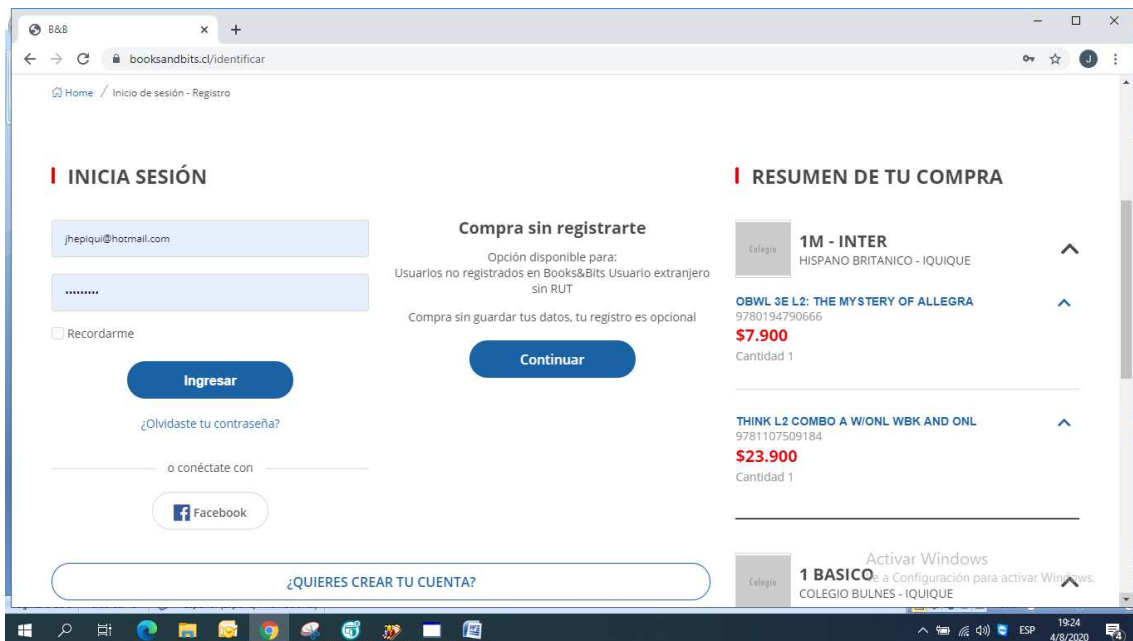 B&B
booksandbits.cl/identificar
J
Home / Inicio de sesión - Registro
INICIA SESIÓN
jhepiqui@hotmail.com
•••••••••
Recordarme
Ingresar
¿Olvidaste tu contraseña?
o conéctate con
Facebook
¿QUIERES CREAR TU CUENTA?
Compra sin registrarte
Opción disponible para:
Usuarios no registrados en Books&Bits Usuario extranjero
sin RUT
Compra sin guardar tus datos, tu registro es opcional
Continuar
RESUMEN DE TU COMPRA
Colegio
1M - INTER
HISPANO BRITANICO - IQUIQUE
OBWL 3E L2: THE MYSTERY OF ALLEGRA
9780194790666
$7.900
Cantidad 1
THINK L2 COMBO A W/ONL WBK AND ONL
9781107509184
$23.900
Cantidad 1
Colegio
1 BASICO
COLEGIO BULNES - IQUIQUE
Activar Windows
Ve a Configuración para activar Windows.
ESP
19:24
4/8/2020